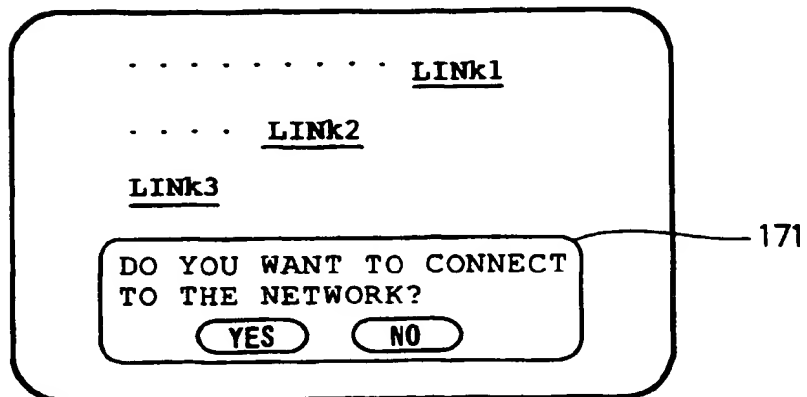 . . . . . . . . . . LINk1
. . . . LINk2
LINk3
171
DO YOU WANT TO CONNECT
TO THE NETWORK?
YES NO